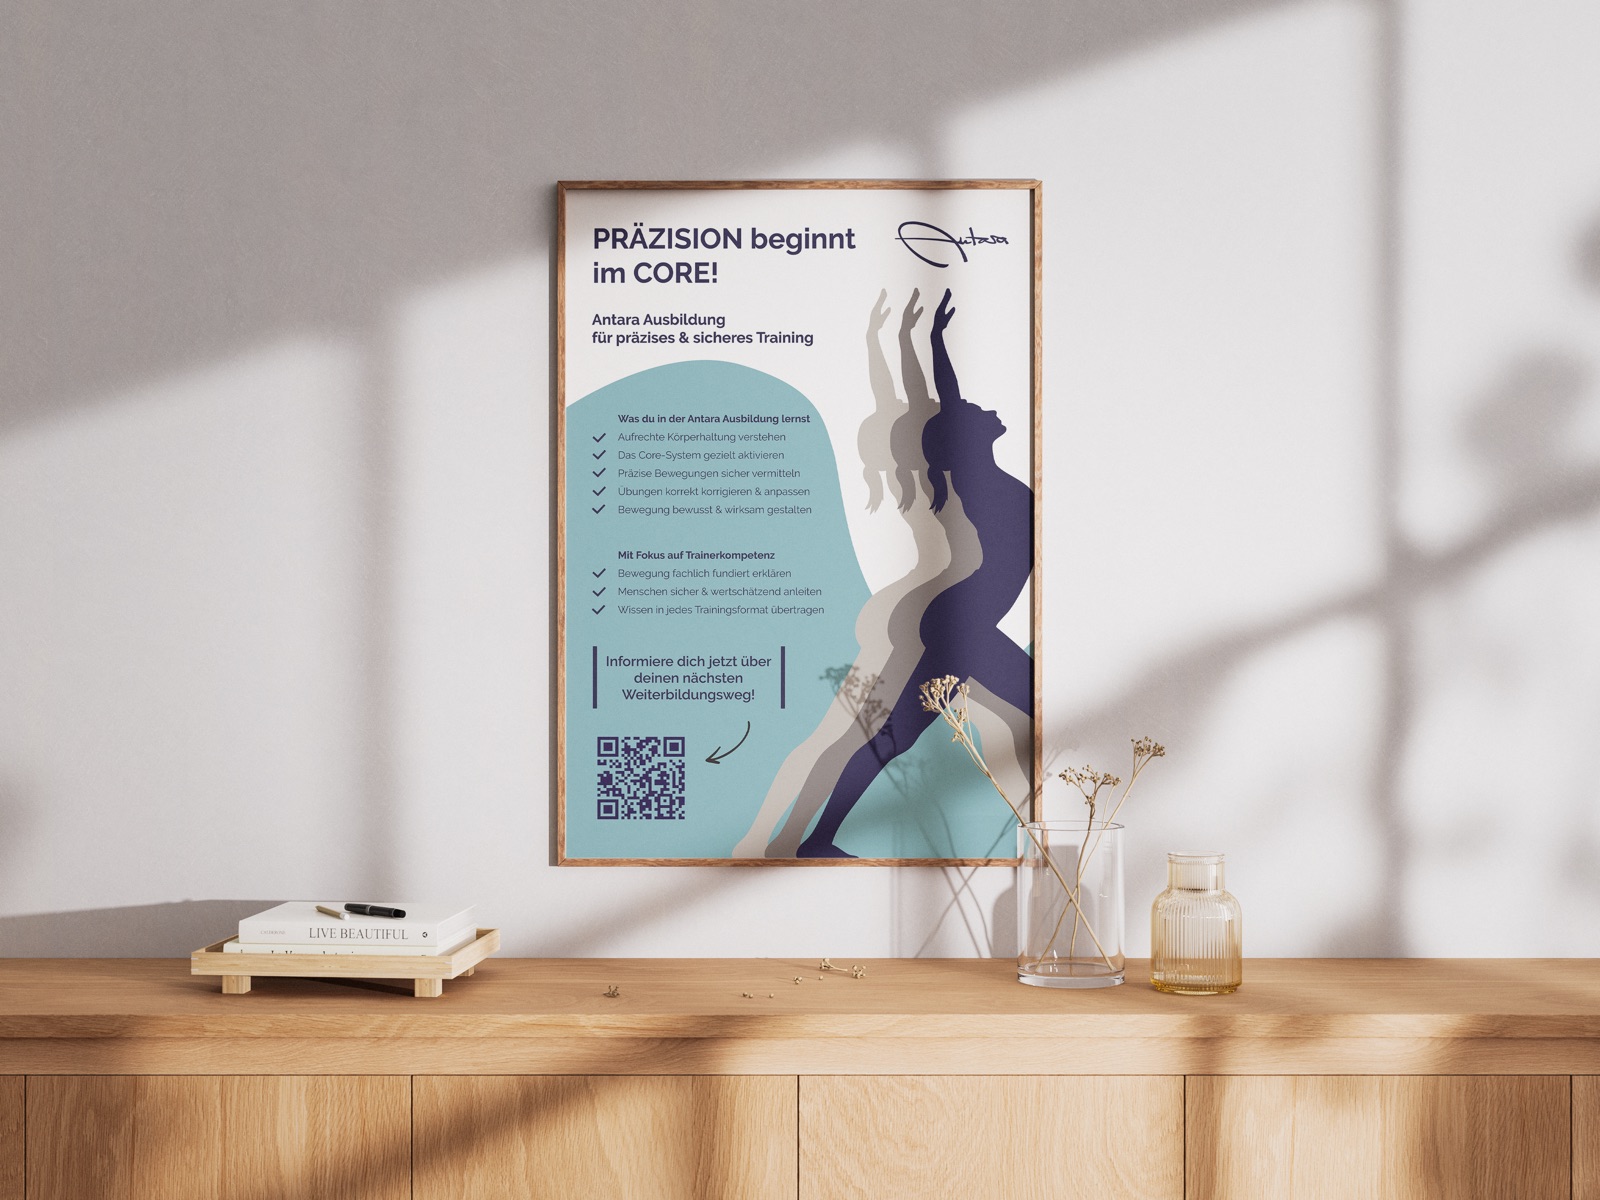 PRÄZISION beginnt
im CORE!
Antara
Antara Ausbildung
für präzises & sicheres Training
Was du in der Antara Ausbildung lernst
Aufrechte Körperhaltung verstehen
Das Core-System gezielt aktivieren
Präzise Bewegungen sicher vermitteln
Übungen korrekt korrigieren & anpassen
Bewegung bewusst & wirksam gestalten
Mit Fokus auf Trainerkompetenz
Bewegung fachlich fundiert erklären
Menschen sicher & wertschätzend anleiten
Wissen in jedes Trainingsformat übertragen
Informiere dich jetzt über
deinen nächsten
Weiterbildungsweg!
LIVE BEAUTIFUL